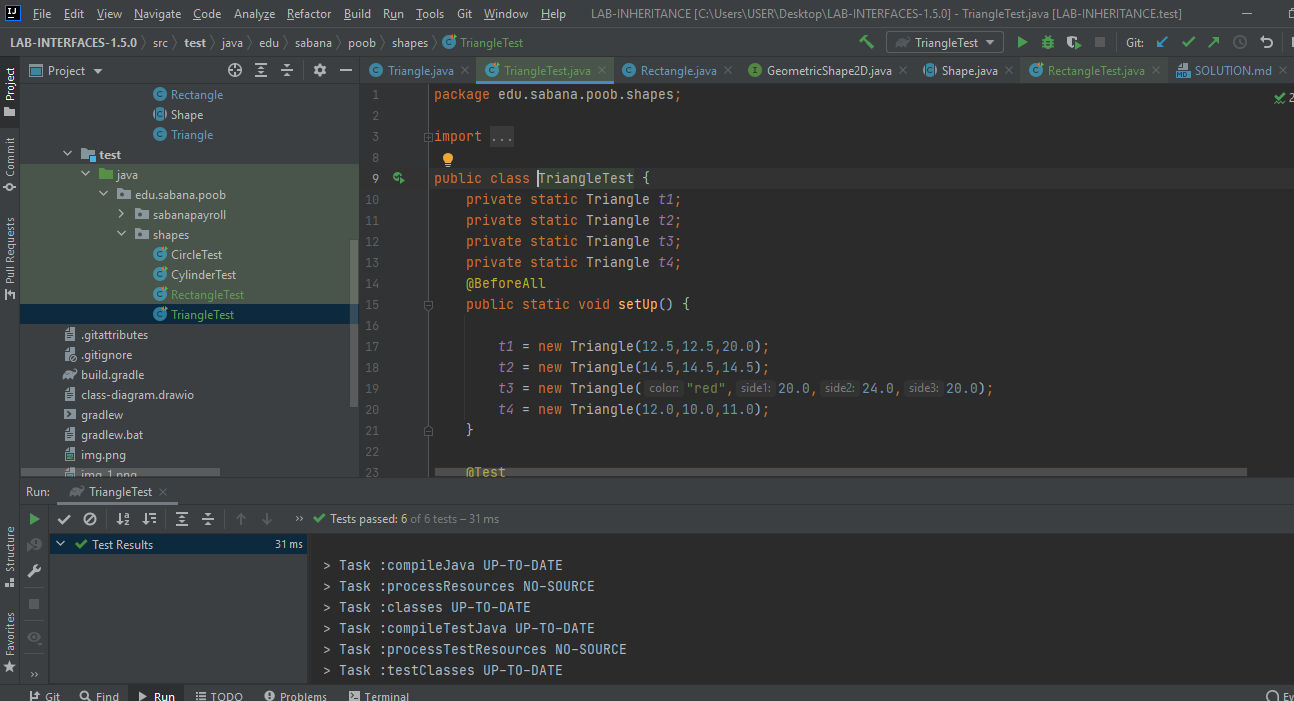 File Edit View Navigate Code Analyze Refactor Build Run Tools Git Window Help LAB-INHERITANCE [C:\Users\USER\Desktop\LAB-INTERFACES-1.5.0] - TriangleTest.java [LAB-INHERITANCE.test]
LAB-INTERFACES-1.5.0 src test java edu sabana poob shapes TriangleTest TriangleTest Git:
Project Triangle.java TriangleTest.java Rectangle.java GeometricShape2D.java Shape.java RectangleTest.java SOLUTION.md
Project
Commit
Pull Requests
Structure
Favorites
Rectangle
Shape
Triangle
test
java
edu.sabana.poob
sabanapayroll
shapes
CircleTest
CylinderTest
RectangleTest
TriangleTest
.gitattributes
.gitignore
build.gradle
class-diagram.drawio
gradlew
gradlew.bat
img.png
img_1.png
1 package edu.sabana.poob.shapes;
2
3 import ...
8
9 public class TriangleTest {
10 private static Triangle t1;
11 private static Triangle t2;
12 private static Triangle t3;
13 private static Triangle t4;
14 @BeforeAll
15 public static void setUp() {
16
17 t1 = new Triangle(12.5,12.5,20.0);
18 t2 = new Triangle(14.5,14.5,14.5);
19 t3 = new Triangle( color: "red", side1: 20.0, side2: 24.0, side3: 20.0);
20 t4 = new Triangle(12.0,10.0,11.0);
21 }
22
23 @Test
2
Run: TriangleTest
Tests passed: 6 of 6 tests – 31 ms
Test Results 31 ms
> Task :compileJava UP-TO-DATE
> Task :processResources NO-SOURCE
> Task :classes UP-TO-DATE
> Task :compileTestJava UP-TO-DATE
> Task :processTestResources NO-SOURCE
> Task :testClasses UP-TO-DATE
Git Find Run TODO Problems Terminal Ev